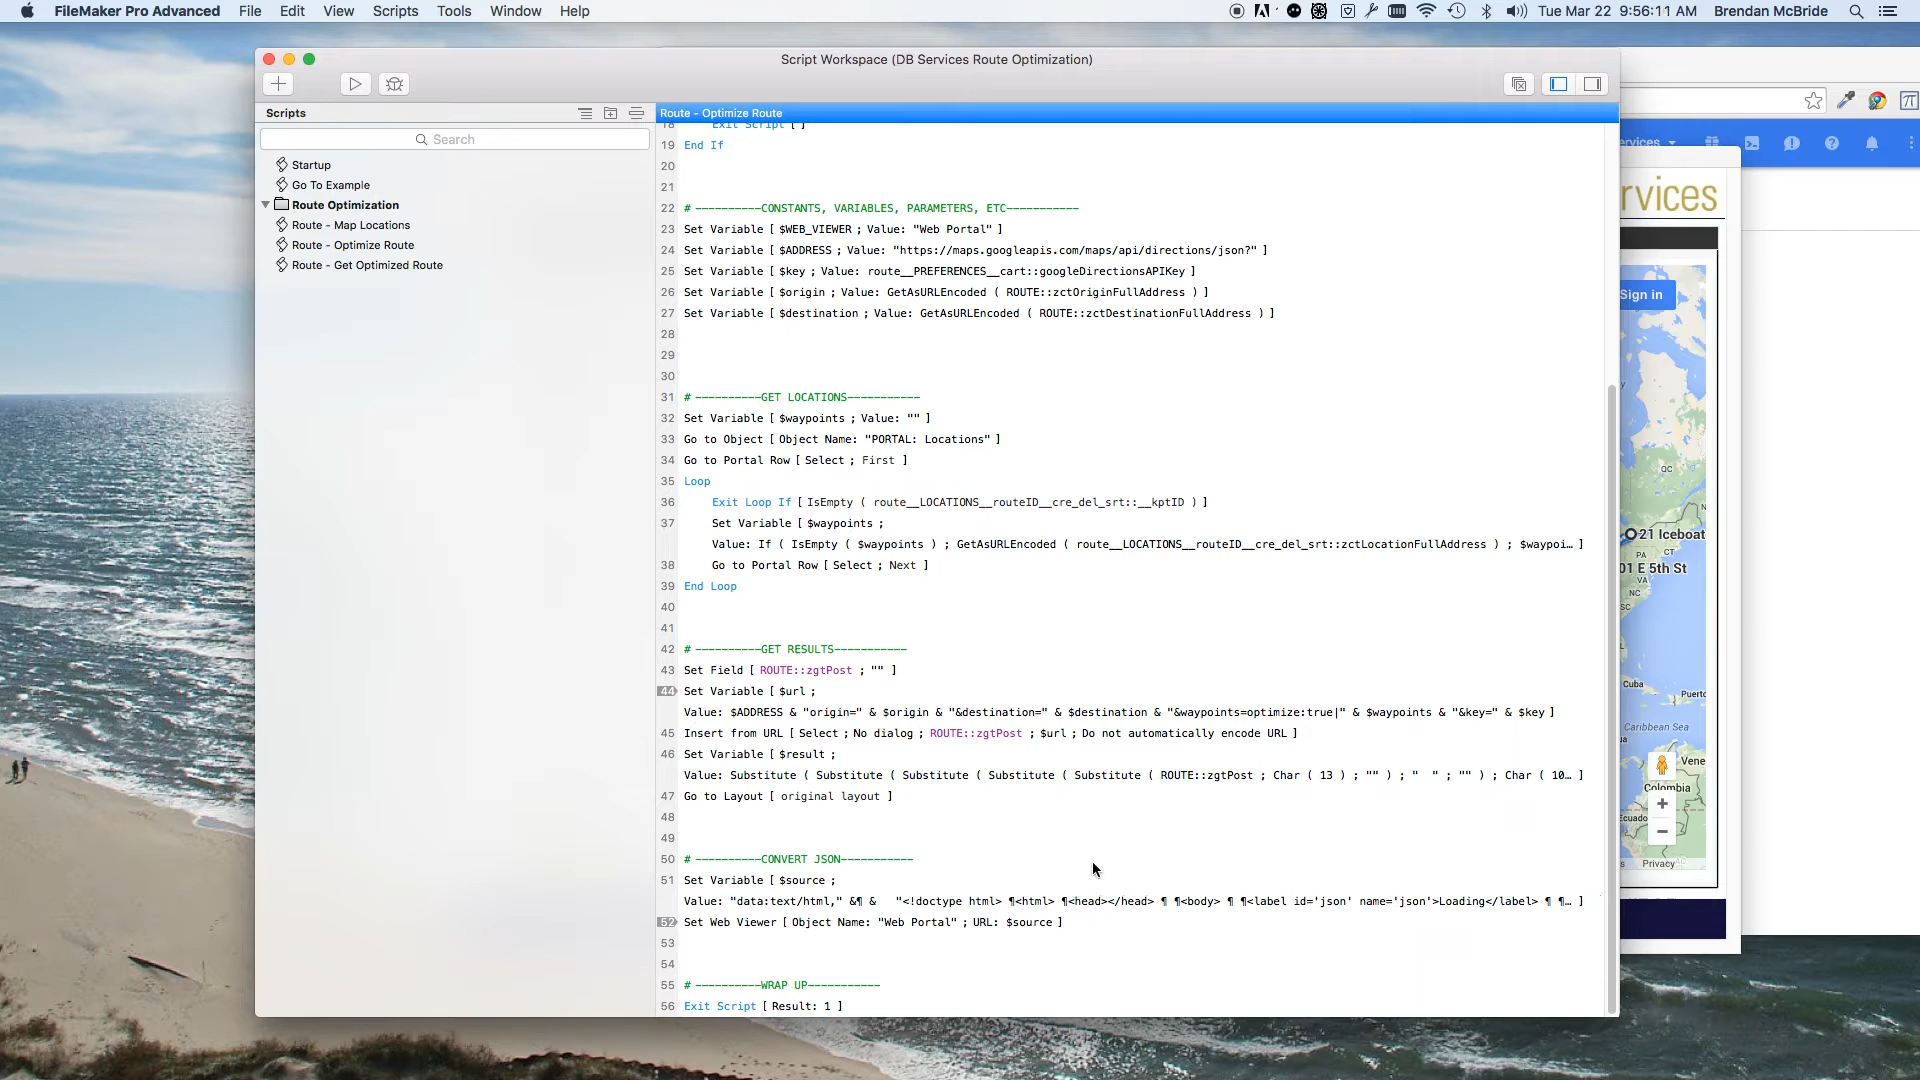 FileMaker Pro Advanced File Edit View Scripts Tools Window Help
Tue Mar 22 9:56:11 AM Brendan McBride
Script Workspace (DB Services Route Optimization)
Scripts
Search
Startup
Go To Example
Route Optimization
Route - Map Locations
Route - Optimize Route
Route - Get Optimized Route
Route - Optimize Route
18 Exit Script [ ]
19 End If
20
21
22 # ----------CONSTANTS, VARIABLES, PARAMETERS, ETC-----------
23 Set Variable [ $WEB_VIEWER ; Value: "Web Portal" ]
24 Set Variable [ $ADDRESS ; Value: "https://maps.googleapis.com/maps/api/directions/json?" ]
25 Set Variable [ $key ; Value: route__PREFERENCES__cart::googleDirectionsAPIKey ]
26 Set Variable [ $origin ; Value: GetAsURLEncoded ( ROUTE::zctOriginFullAddress ) ]
27 Set Variable [ $destination ; Value: GetAsURLEncoded ( ROUTE::zctDestinationFullAddress ) ]
28
29
30
31 # ----------GET LOCATIONS-----------
32 Set Variable [ $waypoints ; Value: "" ]
33 Go to Object [ Object Name: "PORTAL: Locations" ]
34 Go to Portal Row [ Select ; First ]
35 Loop
36 Exit Loop If [ IsEmpty ( route__LOCATIONS__routeID__cre_del_srt::__kptID ) ]
37 Set Variable [ $waypoints ;
Value: If ( IsEmpty ( $waypoints ) ; GetAsURLEncoded ( route__LOCATIONS__routeID__cre_del_srt::zctLocationFullAddress ) ; $waypoi… ]
38 Go to Portal Row [ Select ; Next ]
39 End Loop
40
41
42 # ----------GET RESULTS-----------
43 Set Field [ ROUTE::zgtPost ; "" ]
44 Set Variable [ $url ;
Value: $ADDRESS & "origin=" & $origin & "&destination=" & $destination & "&waypoints=optimize:true|" & $waypoints & "&key=" & $key ]
45 Insert from URL [ Select ; No dialog ; ROUTE::zgtPost ; $url ; Do not automatically encode URL ]
46 Set Variable [ $result ;
Value: Substitute ( Substitute ( Substitute ( Substitute ( Substitute ( ROUTE::zgtPost ; Char ( 13 ) ; "" ) ; "  " ; "" ) ; Char ( 10… ]
47 Go to Layout [ original layout ]
48
49
50 # ----------CONVERT JSON-----------
51 Set Variable [ $source ;
Value: "data:text/html," &¶ & "<!doctype html> ¶<html> ¶<head></head> ¶ ¶<body> ¶ ¶<label id='json' name='json'>Loading</label> ¶ ¶… ]
52 Set Web Viewer [ Object Name: "Web Portal" ; URL: $source ]
53
54
55 # ----------WRAP UP-----------
56 Exit Script [ Result: 1 ]
ervices
rvices
Sign in
QC
21 Iceboat
PA CT
01 E 5th St
VA
NC
SC
Cuba
Puerto
Caribbean Sea
Vene
Colombia
Ecuado
Privacy